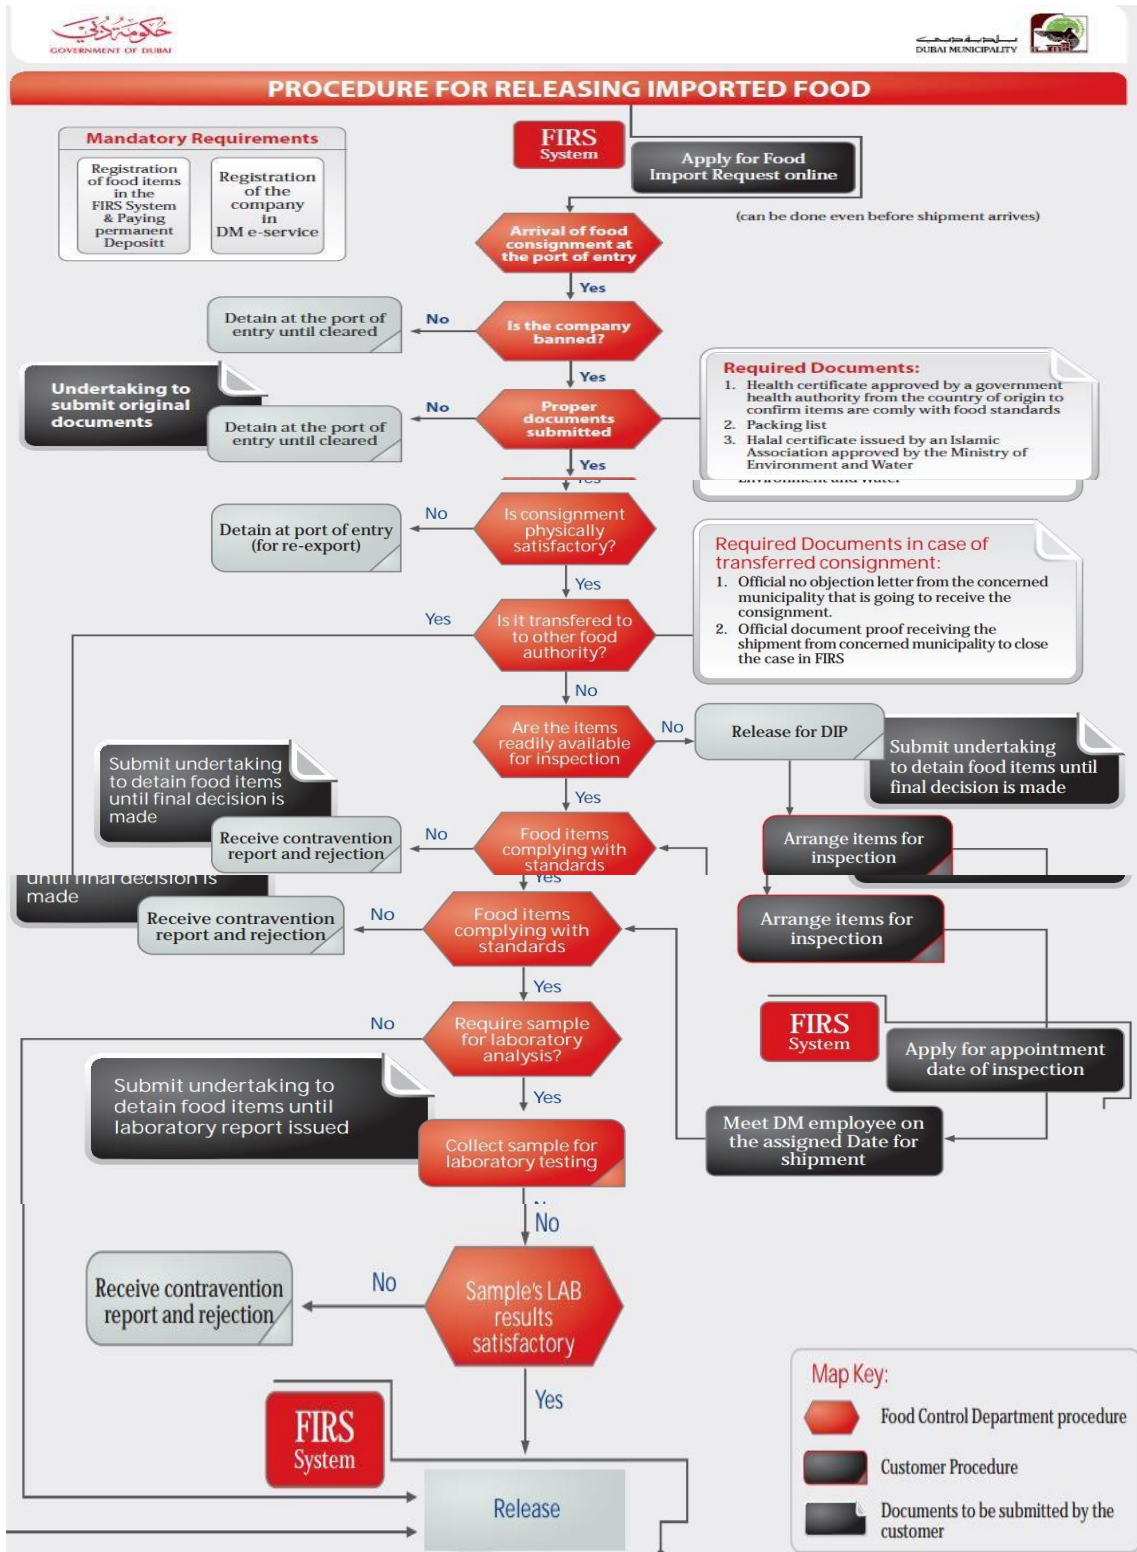 حكومة دبي
GOVERNMENT OF DUBAI
بلدية دبي
DUBAI MUNICIPALITY
PROCEDURE FOR RELEASING IMPORTED FOOD
Mandatory Requirements
Registration
of food items
in the
FIRS System
& Paying
permanent
Depositt
Registration
of the
company
in
DM e-service
FIRS
System
Apply for Food
Import Request online
(can be done even before shipment arrives)
Arrival of food
consignment at
the port of entry
Yes
Detain at the port of
entry until cleared
No
Is the company
banned?
Yes
Undertaking to
submit original
documents
Detain at the port of
entry until cleared
No
Proper
documents
submitted
Yes
Required Documents:
1. Health certificate approved by a government
health authority from the country of origin to
confirm items are comly with food standards
2. Packing list
3. Halal certificate issued by an Islamic
Association approved by the Ministry of
Environment and Water
Yes
Environment and Water
Detain at port of entry
(for re-export)
No
Is consignment
physically
satisfactory?
Yes
Required Documents in case of
transferred consignment:
1. Official no objection letter from the concerned
municipality that is going to receive the
consignment.
2. Official document proof receiving the
shipment from concerned municipality to close
the case in FIRS
Yes
Is it transfered to
to other food
authority?
No
Are the items
readily available
for inspection
No
Release for DIP
Submit undertaking
to detain food items until
final decision is made
Yes
Submit undertaking
to detain food items
until final decision is
made
Receive contravention
report and rejection
No
Food items
complying with
standards
Arrange items for
inspection
Yes
until final decision is
made
Receive contravention
report and rejection
No
Food items
complying with
standards
Arrange items for
inspection
Yes
No
Require sample
for laboratory
analysis?
FIRS
System
Apply for appointment
date of inspection
Yes
Submit undertaking to
detain food items until
laboratory report issued
Collect sample for
laboratory testing
Meet DM employee on
the assigned Date for
shipment
No
Receive contravention
report and rejection
No
Sample's LAB
results
satisfactory
Yes
FIRS
System
Release
Map Key:
Food Control Department procedure
Customer Procedure
Documents to be submitted by the
customer